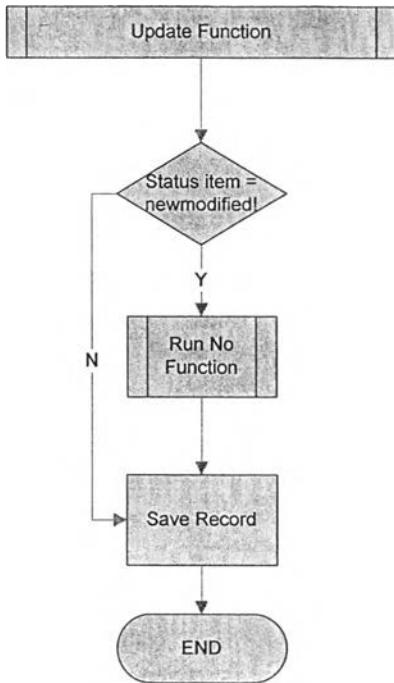 Update Function
Status item =
newmodified!
Y
Run No
Function
N
Save Record
END